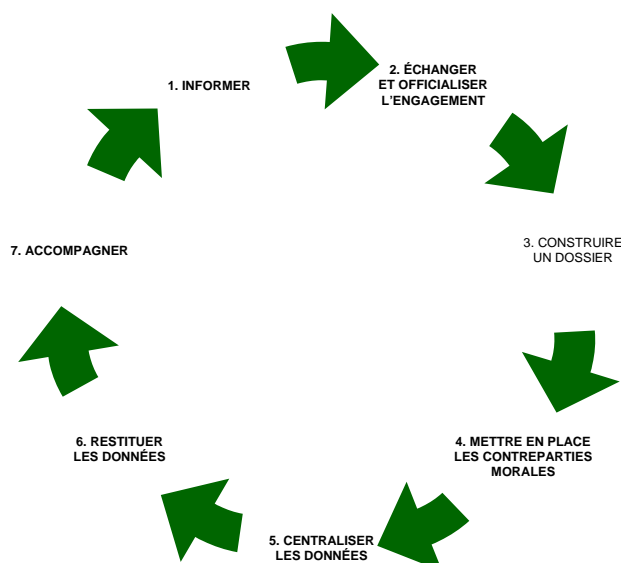 1. INFORMER
2. ÉCHANGER
ET OFFICIALISER
L'ENGAGEMENT
3. CONSTRUIRE
UN DOSSIER
4. METTRE EN PLACE
LES CONTREPARTIES
MORALES
5. CENTRALISER
LES DONNÉES
6. RESTITUER
LES DONNÉES
7. ACCOMPAGNER